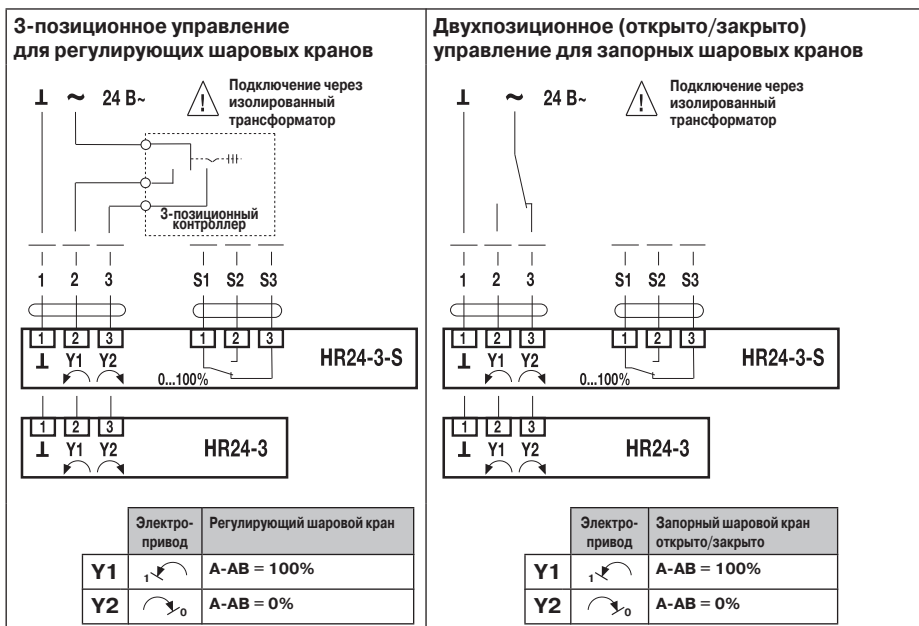 3-позиционное управление
для регулирующих шаровых кранов
⊥ ~ 24 В~
! Подключение через
изолированный
трансформатор
3-позиционный
контроллер
1 2 3 S1 S2 S3
1 2 3 1 2 3
⊥ Y1 Y2
HR24-3-S
0...100%
1 2 3
⊥ Y1 Y2
HR24-3
Электро-
привод
Регулирующий шаровой кран
Y1 1 A-AB = 100%
Y2 0 A-AB = 0%
Двухпозиционное (открыто/закрыто)
управление для запорных шаровых кранов
⊥ ~ 24 В~
! Подключение через
изолированный
трансформатор
1 2 3 S1 S2 S3
1 2 3 1 2 3
⊥ Y1 Y2
HR24-3-S
0...100%
1 2 3
⊥ Y1 Y2
HR24-3
Электро-
привод
Запорный шаровой кран
открыто/закрыто
Y1 1 A-AB = 100%
Y2 0 A-AB = 0%